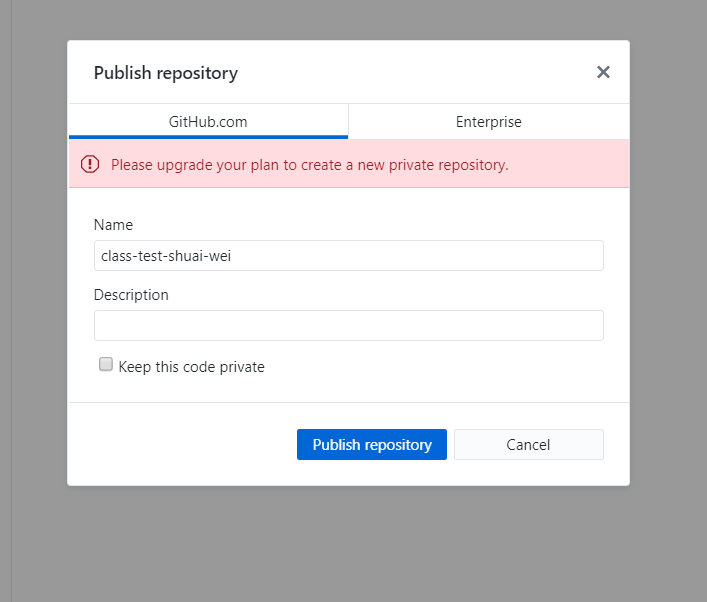 Publish repository
GitHub.com
Enterprise
Please upgrade your plan to create a new private repository.
Name
class-test-shuai-wei
Description
Keep this code private
Publish repository
Cancel